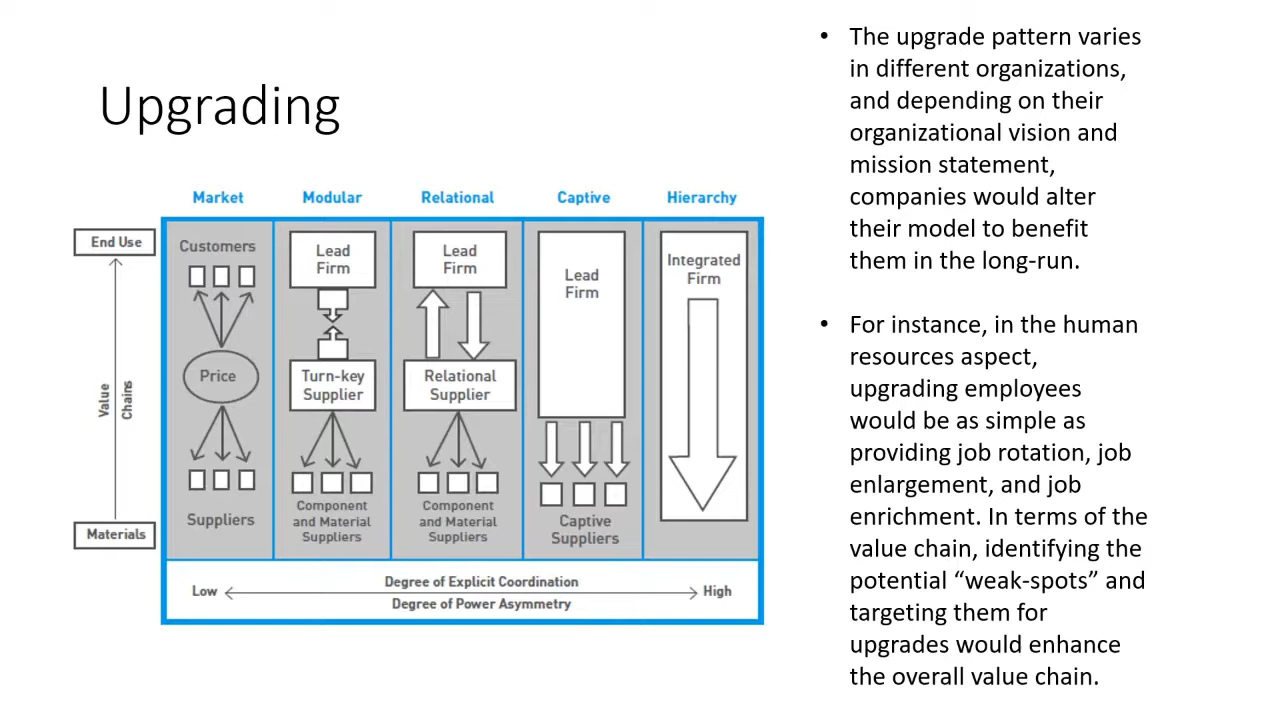 Upgrading
Market
Modular
Relational
Captive
Hierarchy
End Use
Value
Chains
Materials
Customers
Price
Suppliers
Lead
Firm
Turn-key
Supplier
Component
and Material
Suppliers
Lead
Firm
Relational
Supplier
Component
and Material
Suppliers
Lead
Firm
Captive
Suppliers
Integrated
Firm
Low
Degree of Explicit Coordination
Degree of Power Asymmetry
High
• The upgrade pattern varies
in different organizations,
and depending on their
organizational vision and
mission statement,
companies would alter
their model to benefit
them in the long-run.
• For instance, in the human
resources aspect,
upgrading employees
would be as simple as
providing job rotation, job
enlargement, and job
enrichment. In terms of the
value chain, identifying the
potential “weak-spots” and
targeting them for
upgrades would enhance
the overall value chain.